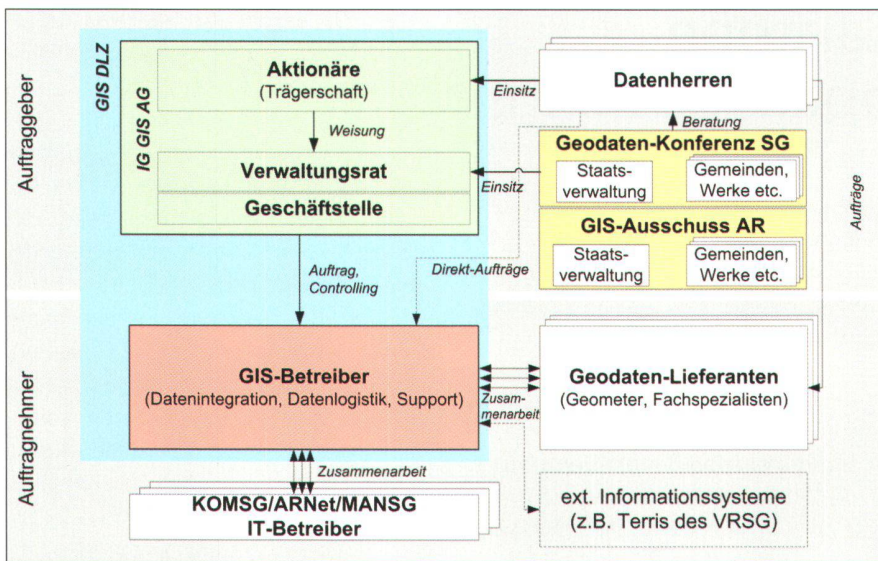 Auftraggeber
GIS DLZ
IG GIS AG
Aktionäre
(Trägerschaft)
Weisung
Verwaltungsrat
Geschäftstelle
Einsitz
Datenherren
Beratung
Geodaten-Konferenz SG
Staats-
verwaltung
Gemeinden,
Werke etc.
Einsitz
GIS-Ausschuss AR
Staats-
verwaltung
Gemeinden,
Werke etc.
Aufträge
Auftrag,
Controlling
Direkt-Aufträge
Auftragnehmer
GIS-Betreiber
(Datenintegration, Datenlogistik, Support)
Zusam-
menarbeit
Geodaten-Lieferanten
(Geometer, Fachspezialisten)
Zusammenarbeit
KOMSG/ARNet/MANSG
IT-Betreiber
ext. Informationssysteme
(z.B. Terris des VRSG)